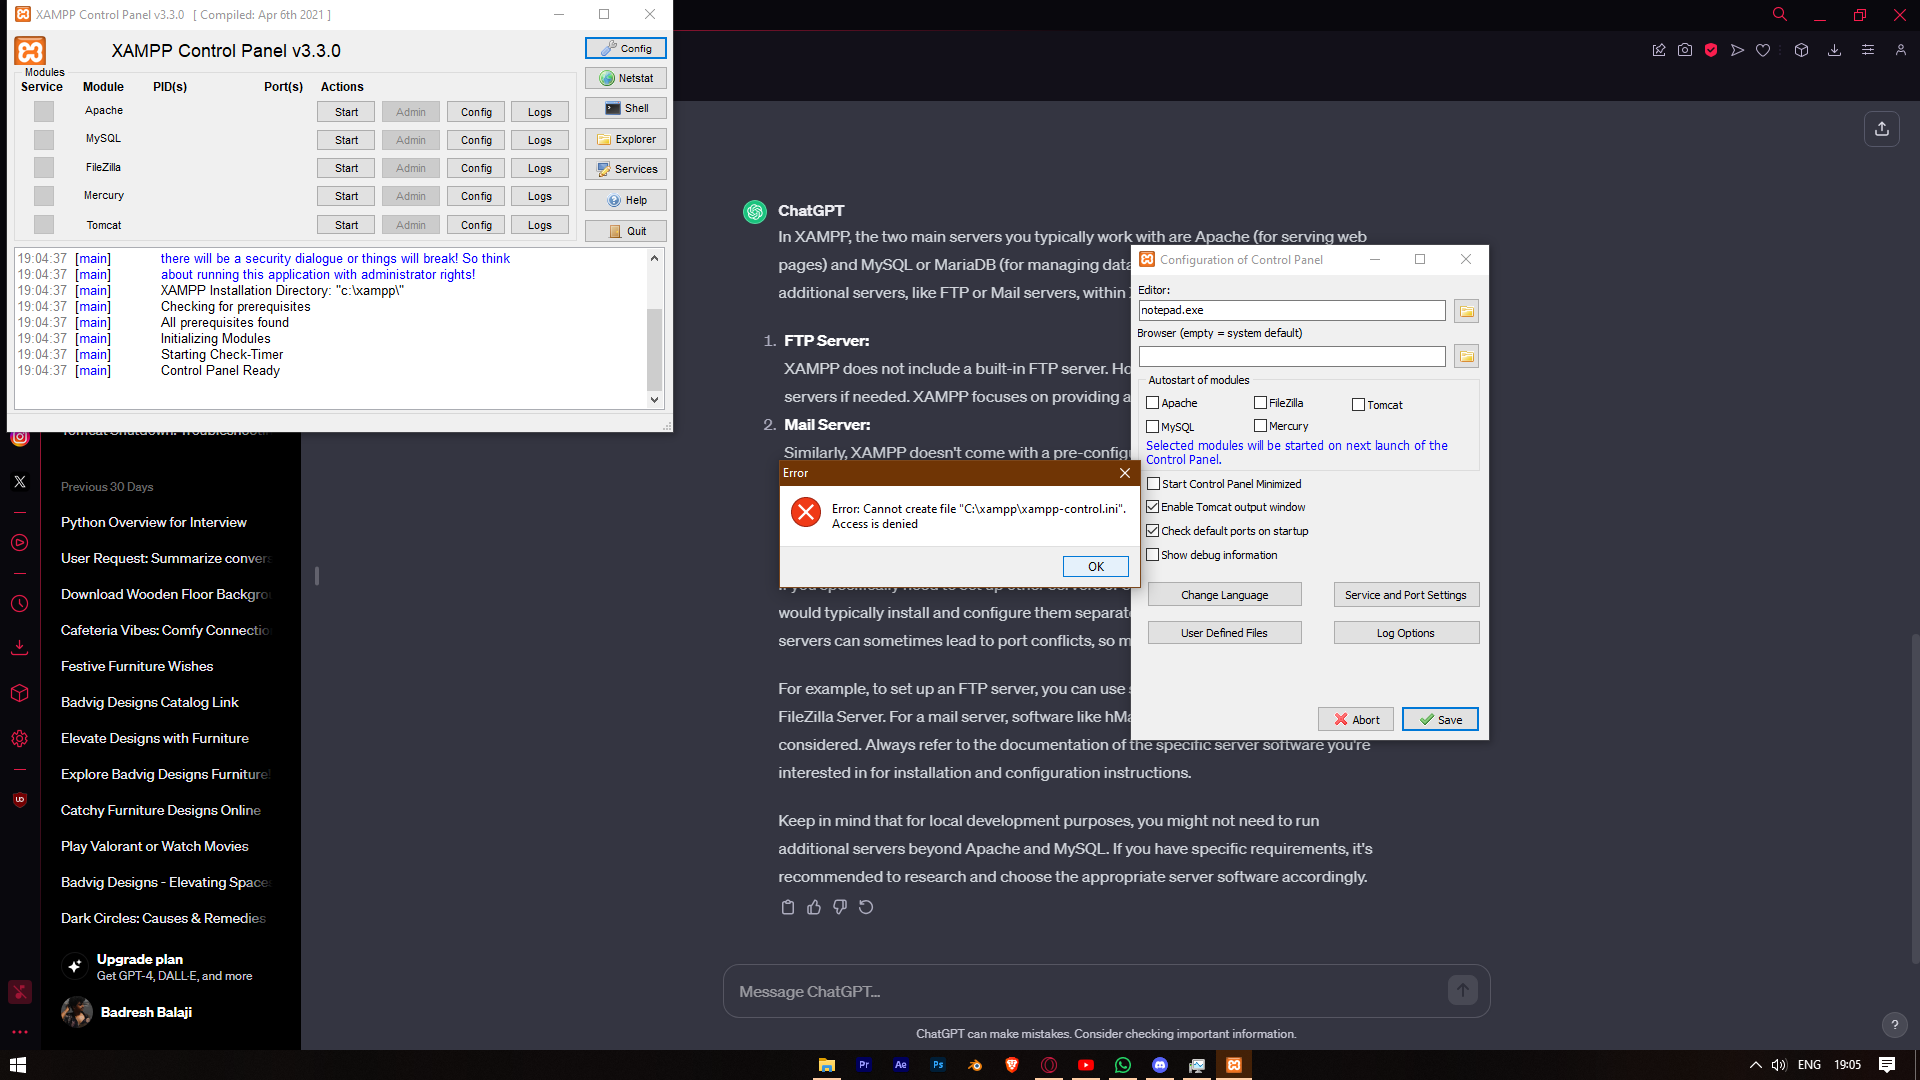 XAMPP Control Panel v3.3.0 [ Compiled: Apr 6th 2021 ]
XAMPP Control Panel v3.3.0
Config
Modules
Service Module PID(s) Port(s) Actions
Netstat
Apache Start Admin Config Logs
Shell
MySQL Start Admin Config Logs
Explorer
FileZilla Start Admin Config Logs
Services
Mercury Start Admin Config Logs
Help
Tomcat Start Admin Config Logs
Quit
19:04:37 [main] there will be a security dialogue or things will break! So think
19:04:37 [main] about running this application with administrator rights!
19:04:37 [main] XAMPP Installation Directory: "c:\xampp\"
19:04:37 [main] Checking for prerequisites
19:04:37 [main] All prerequisites found
19:04:37 [main] Initializing Modules
19:04:37 [main] Starting Check-Timer
19:04:37 [main] Control Panel Ready
Previous 30 Days
Python Overview for Interview
User Request: Summarize convers
Download Wooden Floor Backgro
Cafeteria Vibes: Comfy Connectio
Festive Furniture Wishes
Badvig Designs Catalog Link
Elevate Designs with Furniture
Explore Badvig Designs Furniture!
Catchy Furniture Designs Online
Play Valorant or Watch Movies
Badvig Designs - Elevating Spaces
Dark Circles: Causes & Remedies
Upgrade plan
Get GPT-4, DALL·E, and more
Badresh Balaji
ChatGPT
In XAMPP, the two main servers you typically work with are Apache (for serving web
pages) and MySQL or MariaDB (for managing data
additional servers, like FTP or Mail servers, within
1. FTP Server:
XAMPP does not include a built-in FTP server. Ho
servers if needed. XAMPP focuses on providing a
2. Mail Server:
Similarly, XAMPP doesn't come with a pre-config
would typically install and configure them separate
servers can sometimes lead to port conflicts, so m
For example, to set up an FTP server, you can use s
FileZilla Server. For a mail server, software like hMa
considered. Always refer to the documentation of the specific server software you're
interested in for installation and configuration instructions.
Keep in mind that for local development purposes, you might not need to run
additional servers beyond Apache and MySQL. If you have specific requirements, it's
recommended to research and choose the appropriate server software accordingly.
Message ChatGPT...
ChatGPT can make mistakes. Consider checking important information.
?
Error
Error: Cannot create file "C:\xampp\xampp-control.ini".
Access is denied
OK
Configuration of Control Panel
Editor:
notepad.exe
Browser (empty = system default)
Autostart of modules
Apache FileZilla Tomcat
MySQL Mercury
Selected modules will be started on next launch of the
Control Panel.
Start Control Panel Minimized
Enable Tomcat output window
Check default ports on startup
Show debug information
Change Language Service and Port Settings
User Defined Files Log Options
Abort Save
Pr Ae Ps
ENG 19:05